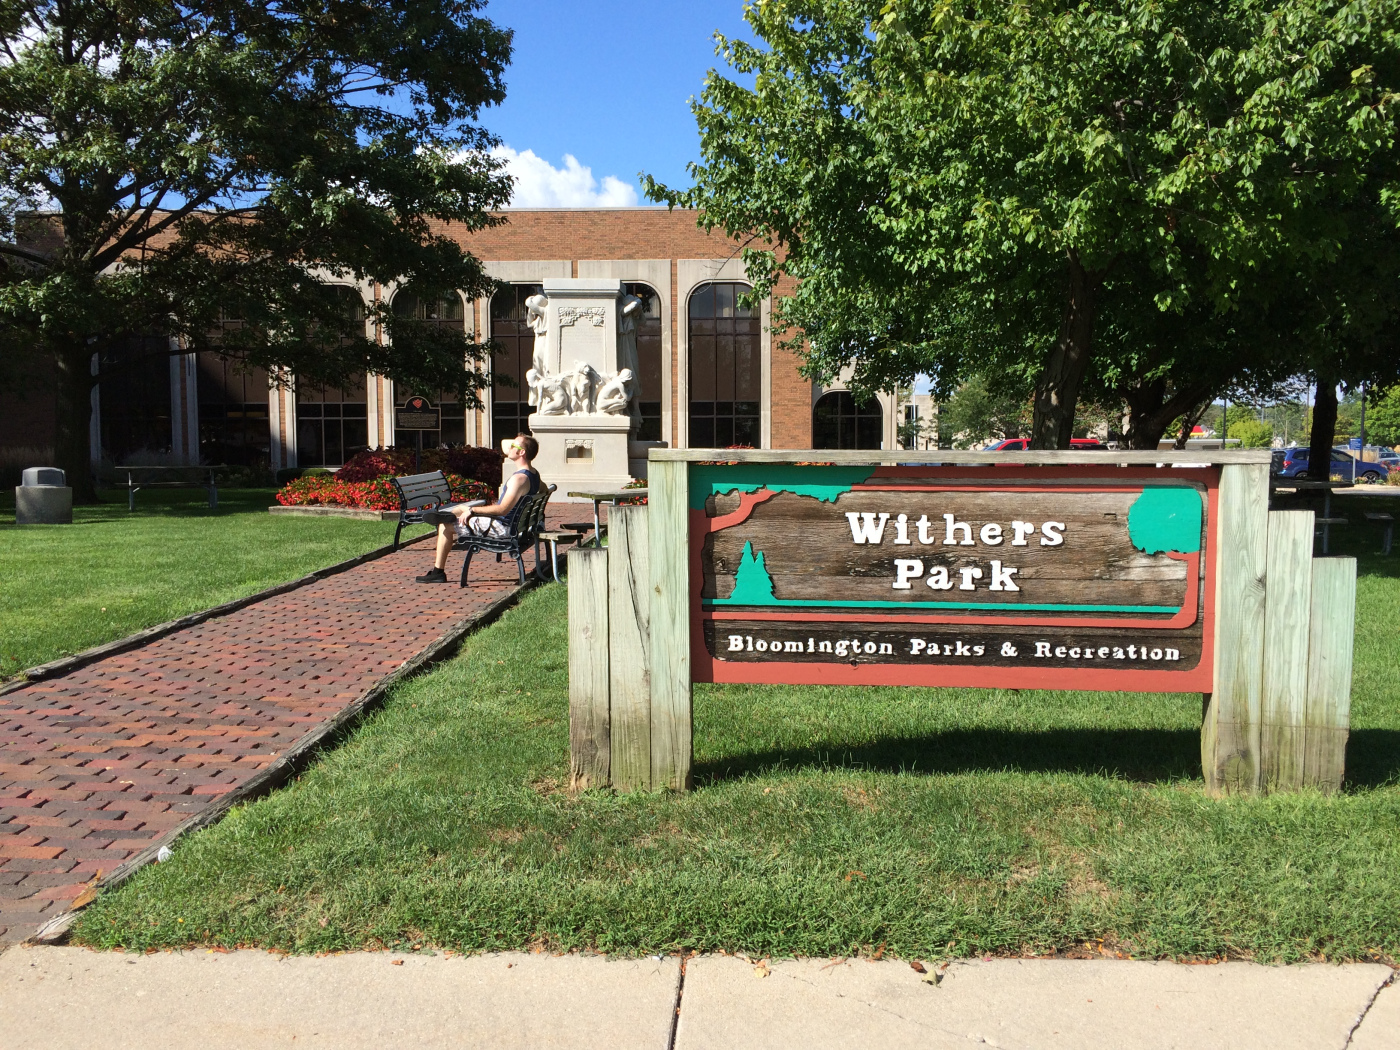 Withers
Park
Bloomington Parks & Recreation